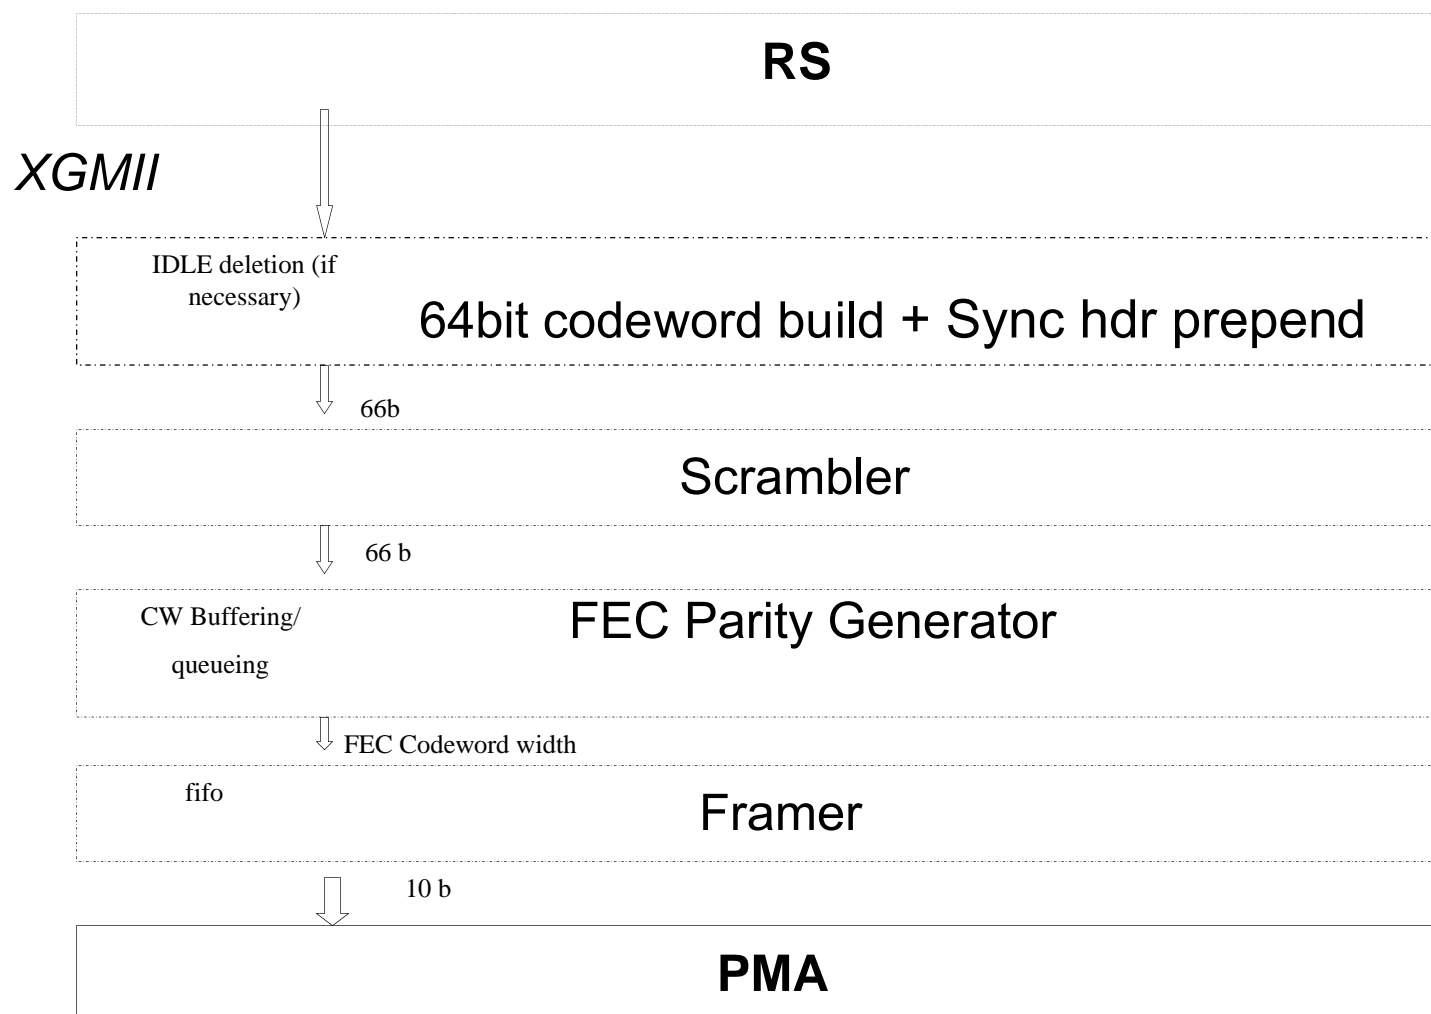 RS
XGMII
IDLE deletion (if
necessary)
64bit codeword build + Sync hdr prepend
66b
Scrambler
66 b
CW Buffering/
queueing
FEC Parity Generator
FEC Codeword width
fifo
Framer
10 b
PMA